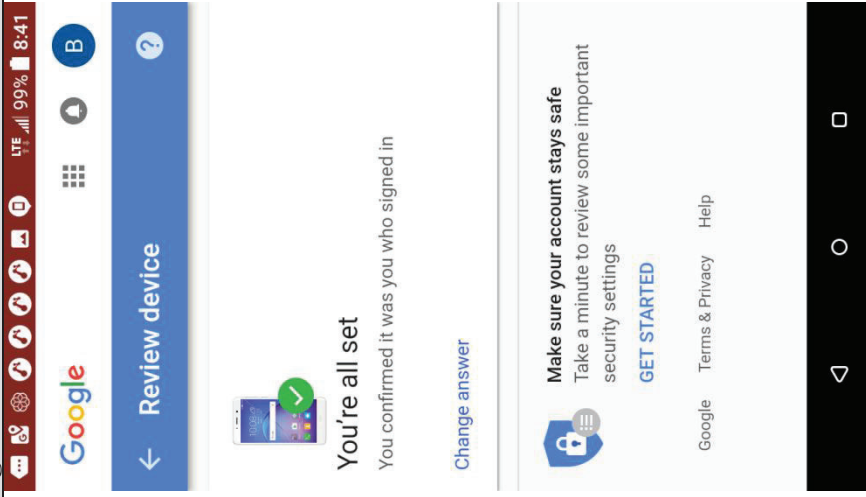 LTE 99% 8:41
Google B
Review device ?
You're all set
You confirmed it was you who signed in
Change answer
Make sure your account stays safe
Take a minute to review some important
security settings
GET STARTED
Google Terms & Privacy Help